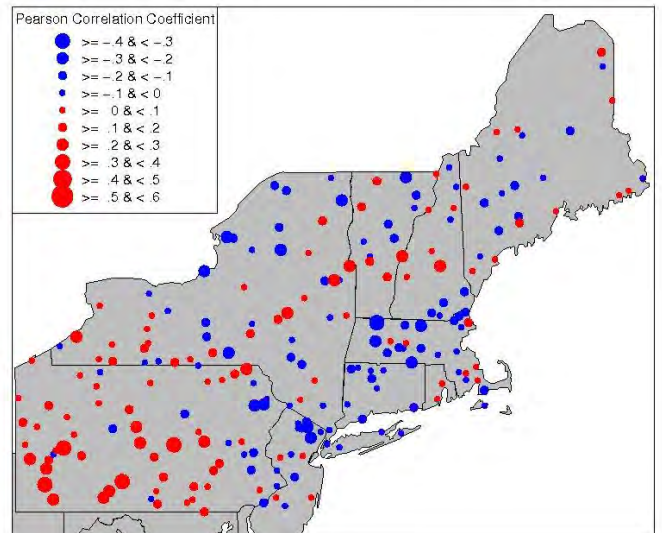 Pearson Correlation Coefficient
>= -.4 & < -.3
>= -.3 & < -.2
>= -.2 & < -.1
>= -.1 & < 0
>= 0 & < .1
>= .1 & < .2
>= .2 & < .3
>= .3 & < .4
>= .4 & < .5
>= .5 & < .6